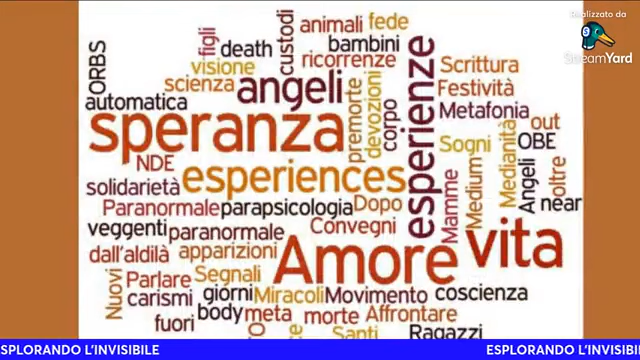 Realizzato da
StreamYard
ORBS
figli
death
custodi
animali
fede
visione
bambini
scienza
angeli
ricorrenze
automatica
speranza
premorte
devozioni
corpo
esperienze
Scrittura
Festività
Metafonia
Sogni
Medianità
out
OBE
NDE
solidarietà
esperiences
Mamme
Medium
Angeli
oltre
near
Paranormale
parapsicologia
Dopo
veggenti
paranormale
Convegni
dall'aldilà
apparizioni
Amore
vita
Nuovi
Parlare
Segnali
carismi
giorni
Miracoli
Movimento
coscienza
fuori
body
meta
morte
Affrontare
Santi
Ragazzi
SPLORANDO L'INVISIBILE
ESPLORANDO L'INVISIBI